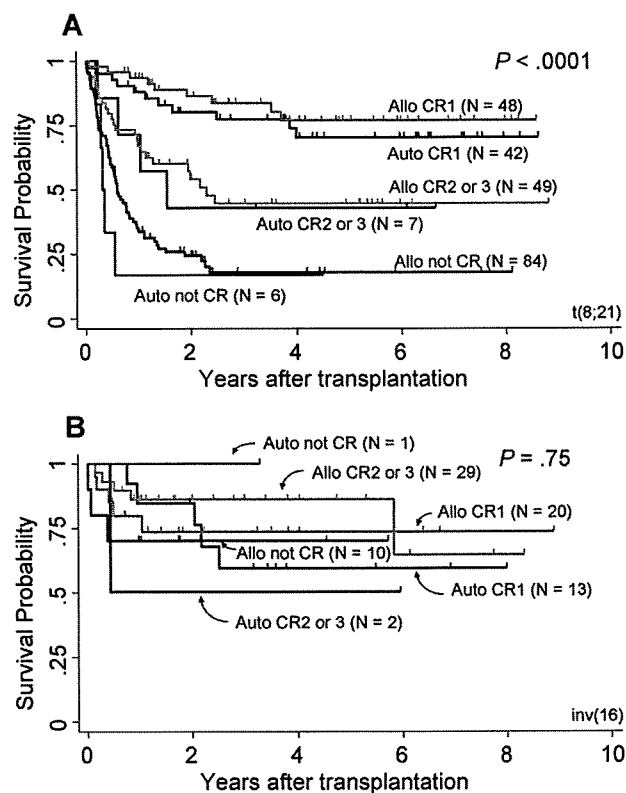 A
P < .0001
1
Allo CR1 (N = 48)
.75
Auto CR1 (N = 42)
Allo CR2 or 3 (N = 49)
.5
Auto CR2 or 3 (N = 7)
.25
Allo not CR (N = 84)
Auto not CR (N = 6)
0
t(8;21)
Survival Probability
0 2 4 6 8 10
Years after transplantation
B
Auto not CR (N = 1)
P = .75
1
Allo CR2 or 3 (N = 29)
Allo CR1 (N = 20)
.75
Allo not CR (N = 10)
Auto CR1 (N = 13)
.5
Auto CR2 or 3 (N = 2)
.25
0
inv(16)
Survival Probability
0 2 4 6 8 10
Years after transplantation